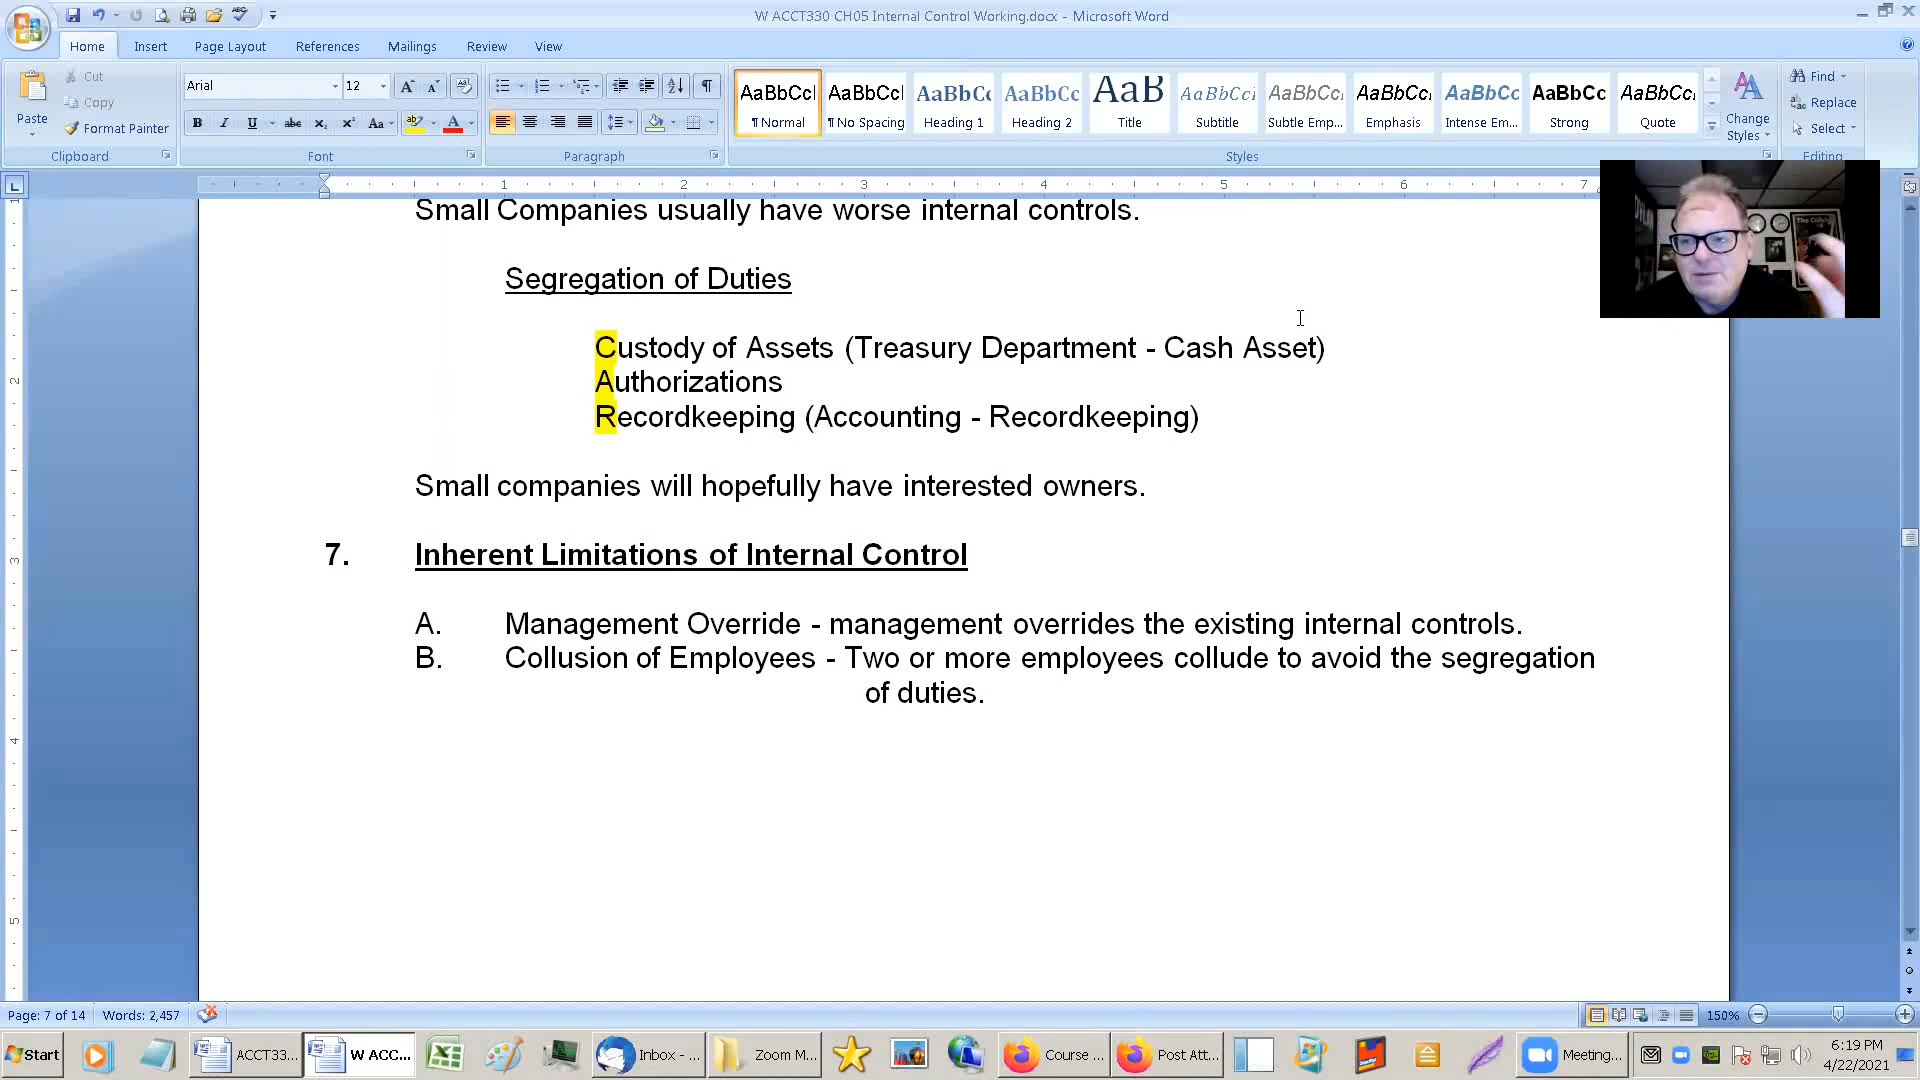 W ACCT330 CH05 Internal Control Working.docx - Microsoft Word
Home Insert Page Layout References Mailings Review View
Paste
Cut
Copy
Format Painter
Clipboard
Arial 12
Font
Paragraph
AaBbCcI AaBbCcI AaBbC AaBbCc AaB AaBbCcI AaBbCc AaBbCc AaBbCc AaBbCc AaBbCc
¶ Normal ¶ No Spacing Heading 1 Heading 2 Title Subtitle Subtle Emp... Emphasis Intense Em... Strong Quote
Change Styles
Styles
Find
Replace
Select
Editing
Small Companies usually have worse internal controls.
Segregation of Duties
Custody of Assets (Treasury Department - Cash Asset)
Authorizations
Recordkeeping (Accounting - Recordkeeping)
Small companies will hopefully have interested owners.
7. Inherent Limitations of Internal Control
A. Management Override - management overrides the existing internal controls.
B. Collusion of Employees - Two or more employees collude to avoid the segregation
of duties.
Page: 7 of 14 Words: 2,457 150%
Start ACCT33... W ACC... Inbox - ... Zoom M... Course ... Post Att... Meeting... 6:19 PM
4/22/2021